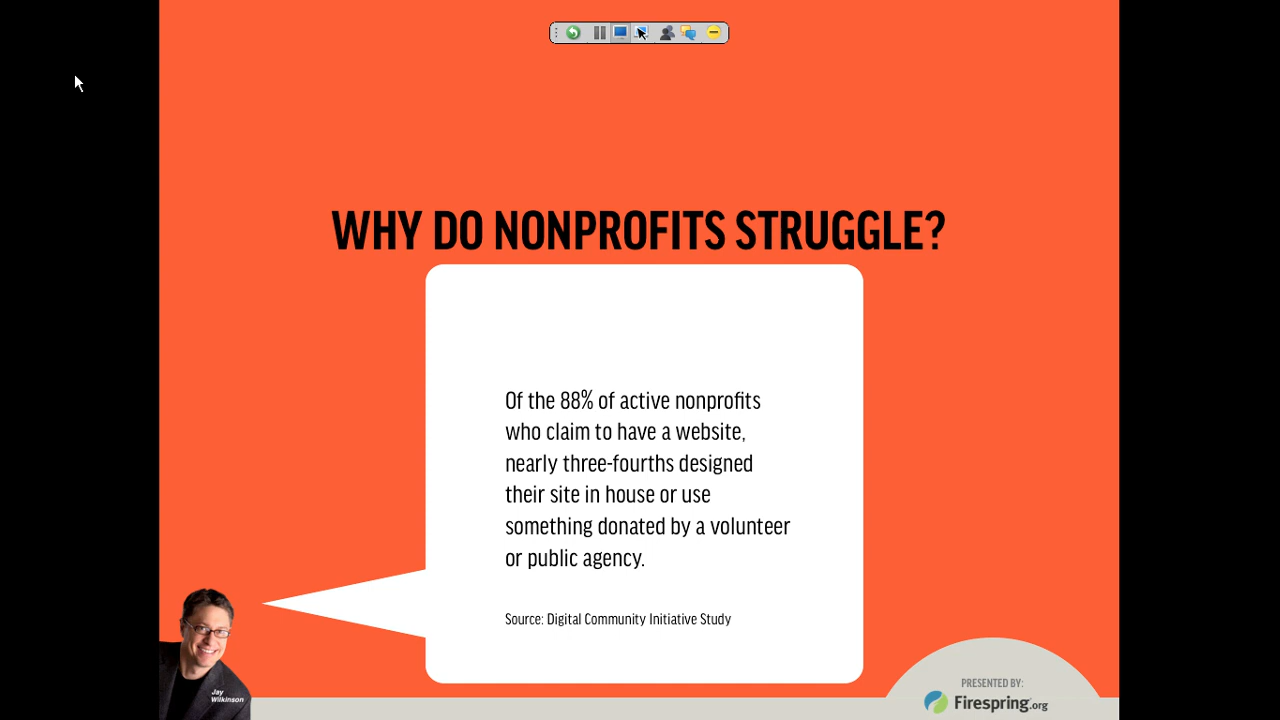 WHY DO NONPROFITS STRUGGLE?
Of the 88% of active nonprofits
who claim to have a website,
nearly three-fourths designed
their site in house or use
something donated by a volunteer
or public agency.
Source: Digital Community Initiative Study
Jay
Wilkinson
PRESENTED BY:
Firespring.org